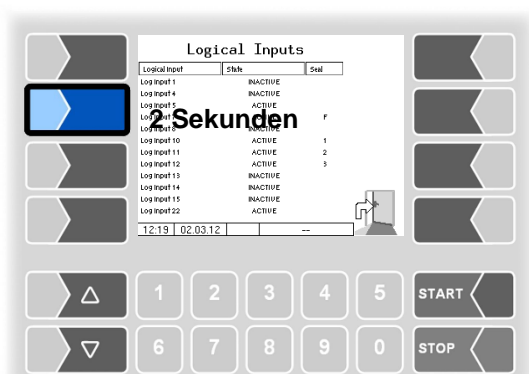 Logical Inputs
Logical Input State Seal
Log Input 1 INACTIVE
Log Input 4 INACTIVE
Log Input 5 ACTIVE
Log Input F
2 Sekunden
Log Input 8 INACTIVE
Log Input 10 ACTIVE 1
Log Input 11 ACTIVE 2
Log Input 12 ACTIVE 3
Log Input 13 INACTIVE
Log Input 14 INACTIVE
Log Input 15 INACTIVE
Log Input 22 ACTIVE
12:19 02.03.12 --
1 2 3 4 5 START
6 7 8 9 0 STOP